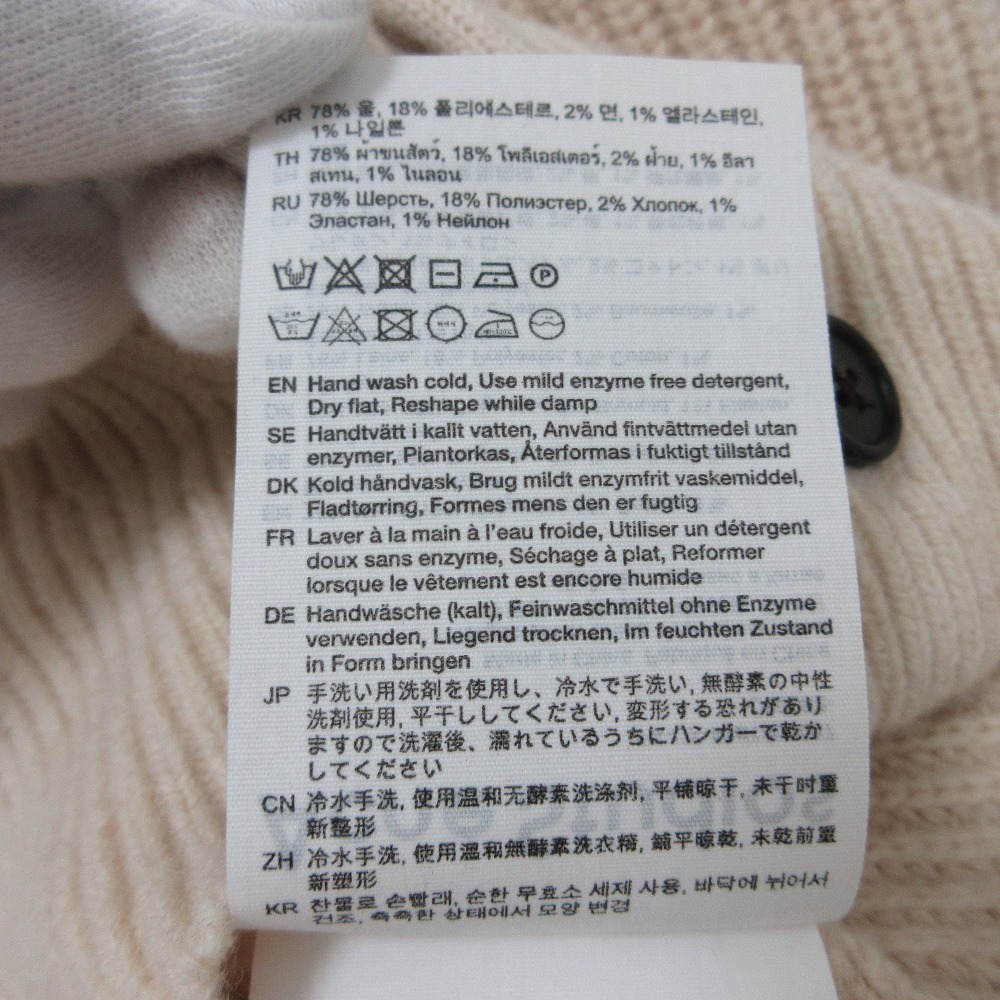 KR 78% 울, 18% 폴리에스테르, 2% 면, 1% 엘라스테인,
1% 나일론
TH 78% ผ้าขนสัตว์, 18% โพลีเอสเตอร์, 2% ฝ้าย, 1% อีลา
สเทน, 1% ไนลอน
RU 78% Шерсть, 18% Полиэстер, 2% Хлопок, 1%
Эластан, 1% Нейлон
P
EN Hand wash cold, Use mild enzyme free detergent,
Dry flat, Reshape while damp
SE Handtvätt i kallt vatten, Använd fintvättmedel utan
enzymer, Plantorkas, Återformas i fuktigt tillstånd
DK Kold håndvask, Brug mildt enzymfrit vaskemiddel,
Fladtørring, Formes mens den er fugtig
FR Laver à la main à l'eau froide, Utiliser un détergent
doux sans enzyme, Séchage à plat, Reformer
lorsque le vêtement est encore humide
DE Handwäsche (kalt), Feinwaschmittel ohne Enzyme
verwenden, Liegend trocknen, Im feuchten Zustand
in Form bringen
JP 手洗い用洗剤を使用し、冷水で手洗い, 無酵素の中性
洗剤使用, 平干ししてください, 変形する恐れがあり
ますので洗濯後、濡れているうちにハンガーで乾か
してください
CN 冷水手洗, 使用温和无酵素洗涤剂, 平铺晾干, 未干时重
新整形
ZH 冷水手洗, 使用溫和無酵素洗衣精, 鋪平晾乾, 未乾前重
新塑形
KR 찬물로 손빨래, 순한 무효소 세제 사용, 바닥에 뉘어서
건조, 축축한 상태에서 모양 변경